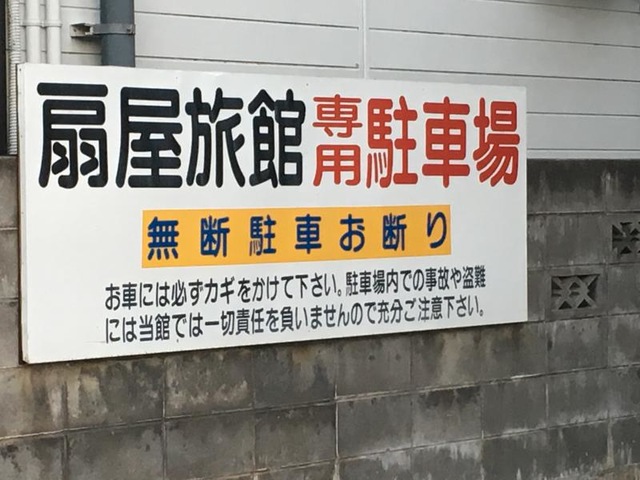 扇屋旅館専用駐車場
無断駐車お断り
お車には必ずカギをかけて下さい。駐車場内での事故や盗難
には当館では一切責任を負いませんので充分ご注意下さい。